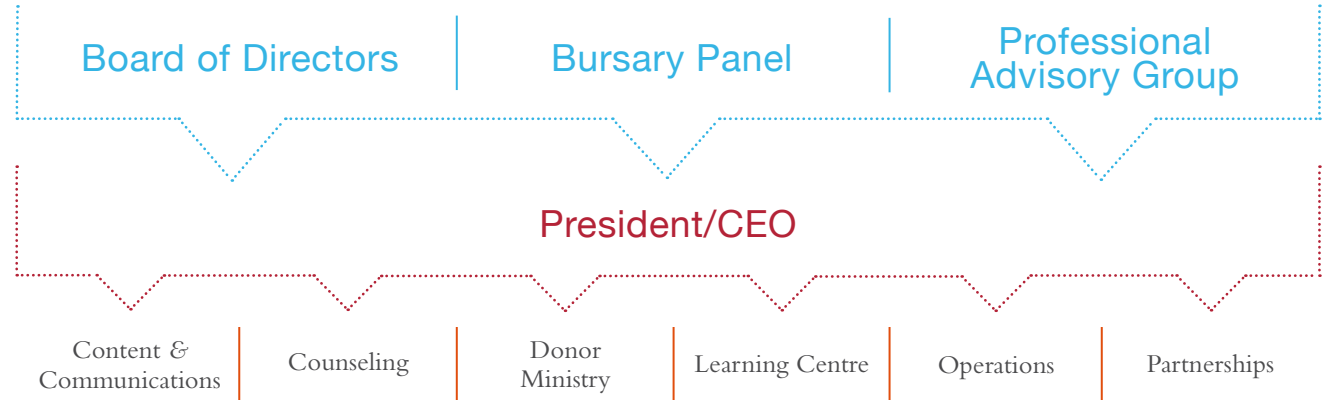 Board of Directors
Bursary Panel
Professional
Advisory Group
President/CEO
Content &
Communications
Counseling
Donor
Ministry
Learning Centre
Operations
Partnerships